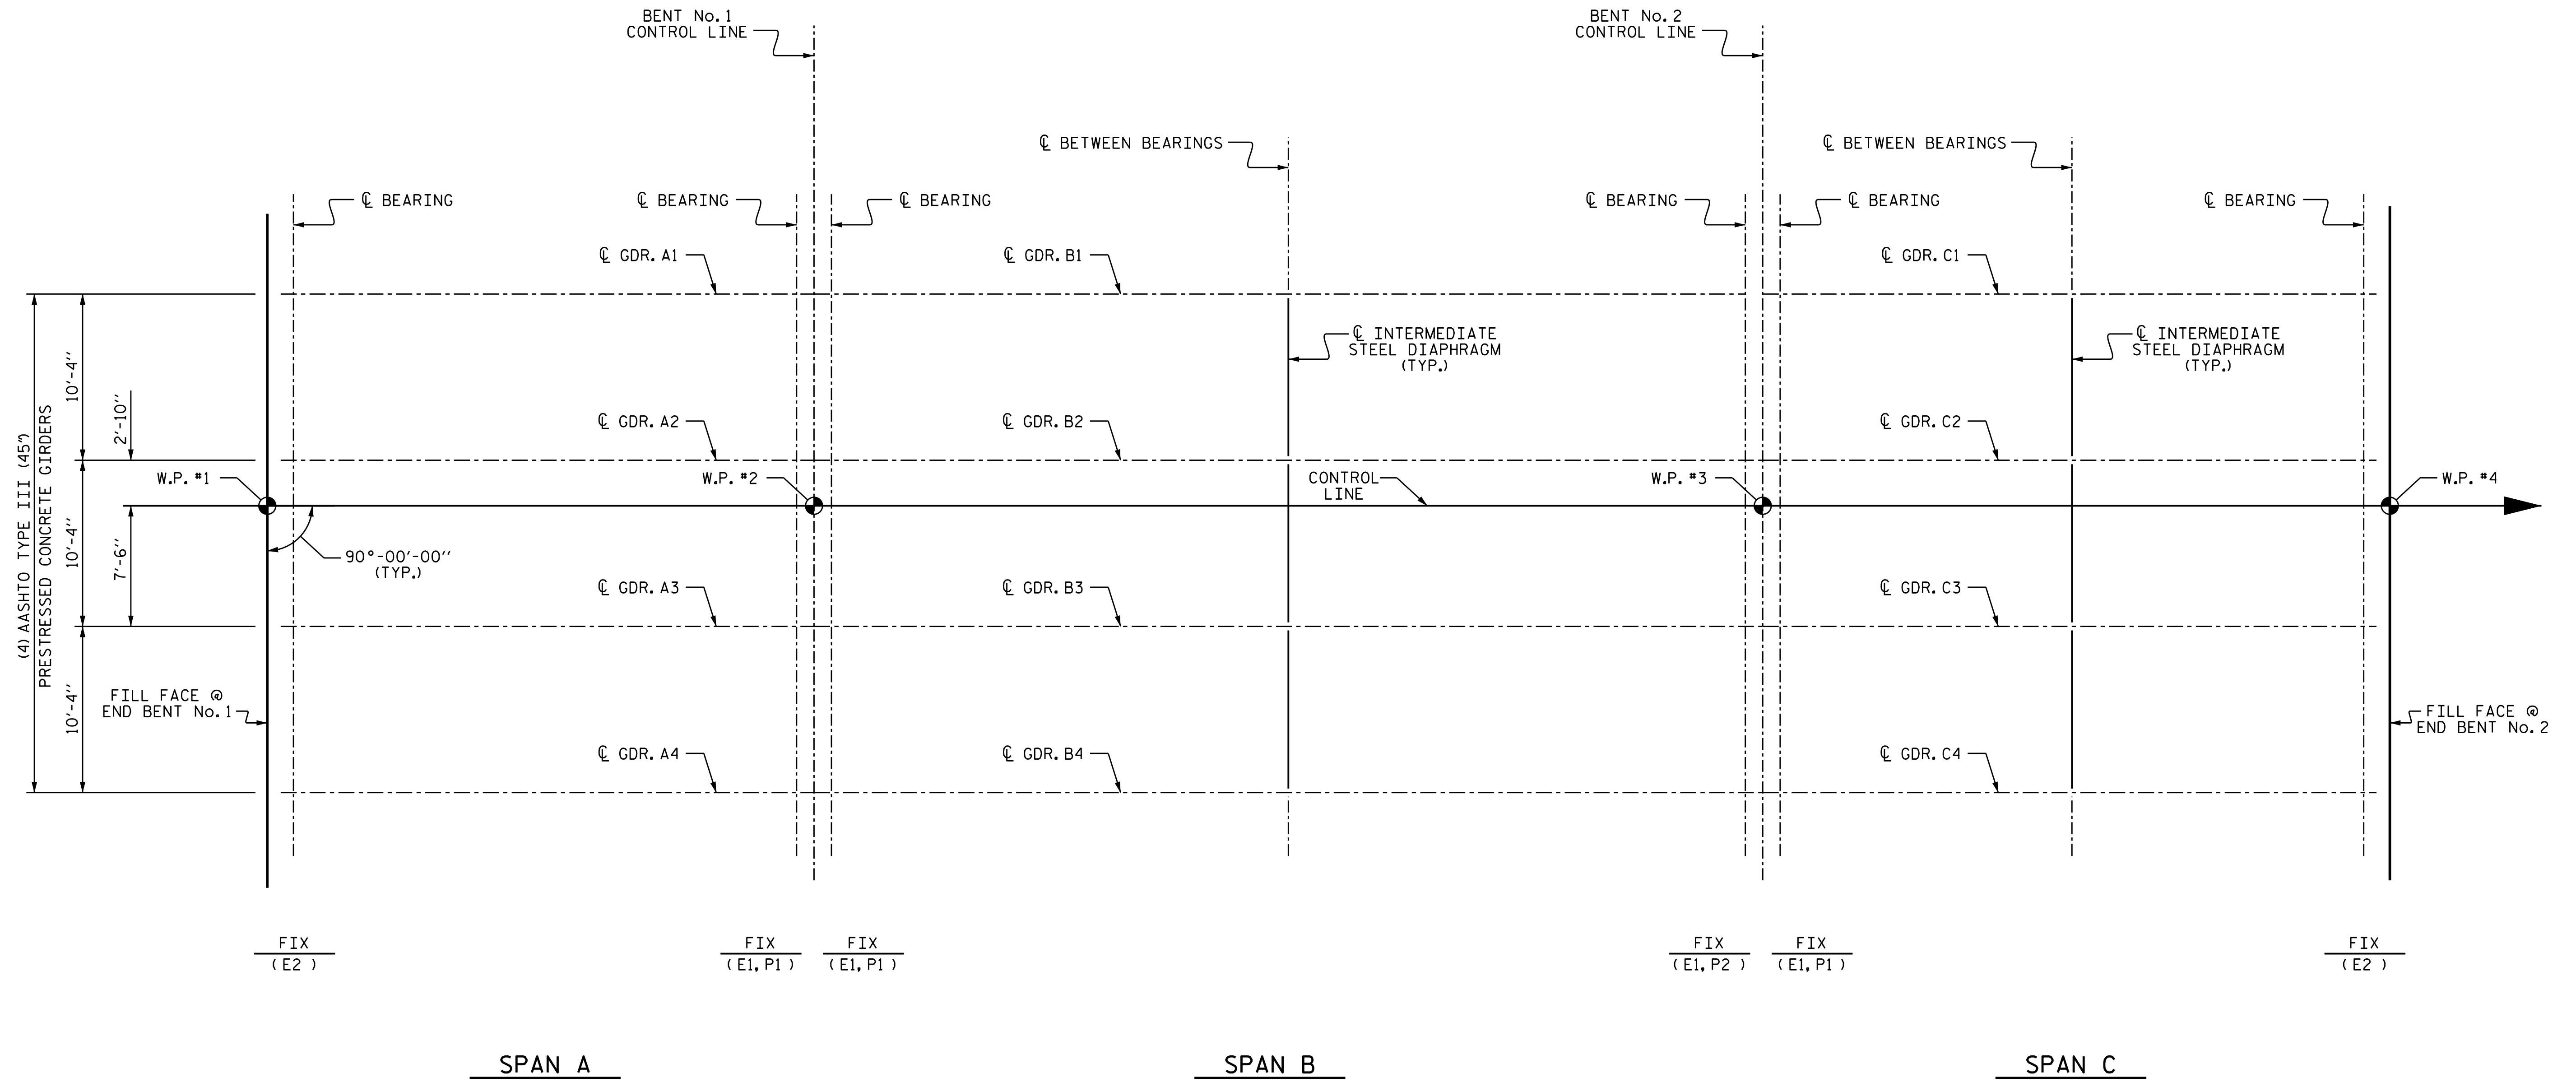 BENT No. 1
CONTROL LINE
BENT No. 2
CONTROL LINE
℄ BETWEEN BEARINGS
℄ BETWEEN BEARINGS
℄ BEARING
℄ BEARING
℄ BEARING
℄ BEARING
℄ BEARING
℄ BEARING
℄ GDR. A1
℄ GDR. B1
℄ GDR. C1
℄ INTERMEDIATE
STEEL DIAPHRAGM
(TYP.)
℄ INTERMEDIATE
STEEL DIAPHRAGM
(TYP.)
(4) AASHTO TYPE III (45")
PRESTRESSED CONCRETE GIRDERS
10'-4"
10'-4"
10'-4"
2'-10"
7'-6"
℄ GDR. A2
℄ GDR. B2
℄ GDR. C2
W.P. #1
W.P. #2
CONTROL
LINE
W.P. #3
W.P. #4
90°-00'-00"
(TYP.)
℄ GDR. A3
℄ GDR. B3
℄ GDR. C3
FILL FACE @
END BENT No. 1
FILL FACE @
END BENT No. 2
℄ GDR. A4
℄ GDR. B4
℄ GDR. C4
FIX
( E2 )
FIX
( E1, P1 )
FIX
( E1, P1 )
FIX
( E1, P2 )
FIX
( E1, P1 )
FIX
( E2 )
SPAN A
SPAN B
SPAN C